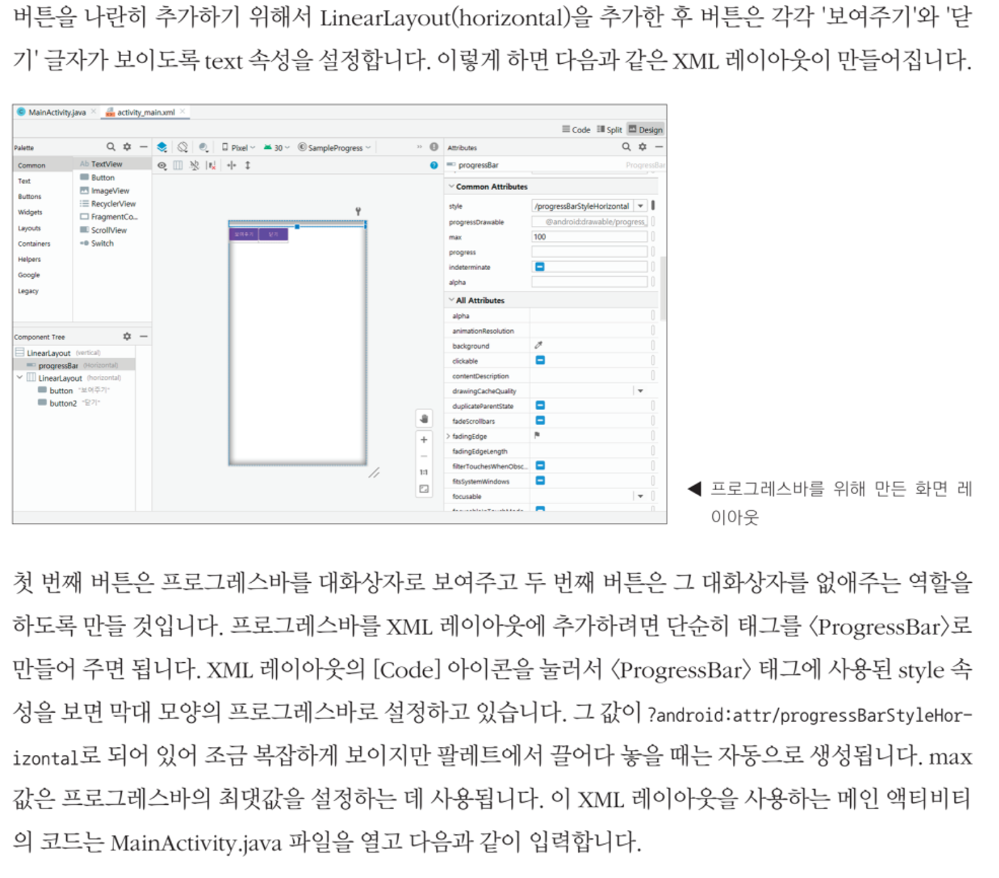 버튼을 나란히 추가하기 위해서 LinearLayout(horizontal)을 추가한 후 버튼은 각각 '보여주기'와 '닫
기' 글자가 보이도록 text 속성을 설정합니다. 이렇게 하면 다음과 같은 XML 레이아웃이 만들어집니다.
MainActivity.java
activity_main.xml
Code Split Design
Palette
Pixel 30 SampleProgress
Attributes
Common
Text
Buttons
Widgets
Layouts
Containers
Helpers
Google
Legacy
Ab TextView
Button
ImageView
RecyclerView
FragmentCo...
ScrollView
Switch
Component Tree
LinearLayout (vertical)
progressBar (Horizontal)
LinearLayout (horizontal)
button "보여주기"
button2 "닫기"
보여주기 닫기
1:1
progressBar ProgressBar
Common Attributes
style /progressBarStyleHorizontal
progressDrawable @android:drawable/progress_
max 100
progress
indeterminate
alpha
All Attributes
alpha
animationResolution
background
clickable
contentDescription
drawingCacheQuality
duplicateParentState
fadeScrollbars
fadingEdge
fadingEdgeLength
filterTouchesWhenObsc...
fitsSystemWindows
focusable
◀ 프로그레스바를 위해 만든 화면 레
이아웃
첫 번째 버튼은 프로그레스바를 대화상자로 보여주고 두 번째 버튼은 그 대화상자를 없애주는 역할을
하도록 만들 것입니다. 프로그레스바를 XML 레이아웃에 추가하려면 단순히 태그를 〈ProgressBar〉로
만들어 주면 됩니다. XML 레이아웃의 [Code] 아이콘을 눌러서 〈ProgressBar〉 태그에 사용된 style 속
성을 보면 막대 모양의 프로그레스바로 설정하고 있습니다. 그 값이 ?android:attr/progressBarStyleHor-
izontal로 되어 있어 조금 복잡하게 보이지만 팔레트에서 끌어다 놓을 때는 자동으로 생성됩니다. max
값은 프로그레스바의 최댓값을 설정하는 데 사용됩니다. 이 XML 레이아웃을 사용하는 메인 액티비티
의 코드는 MainActivity.java 파일을 열고 다음과 같이 입력합니다.